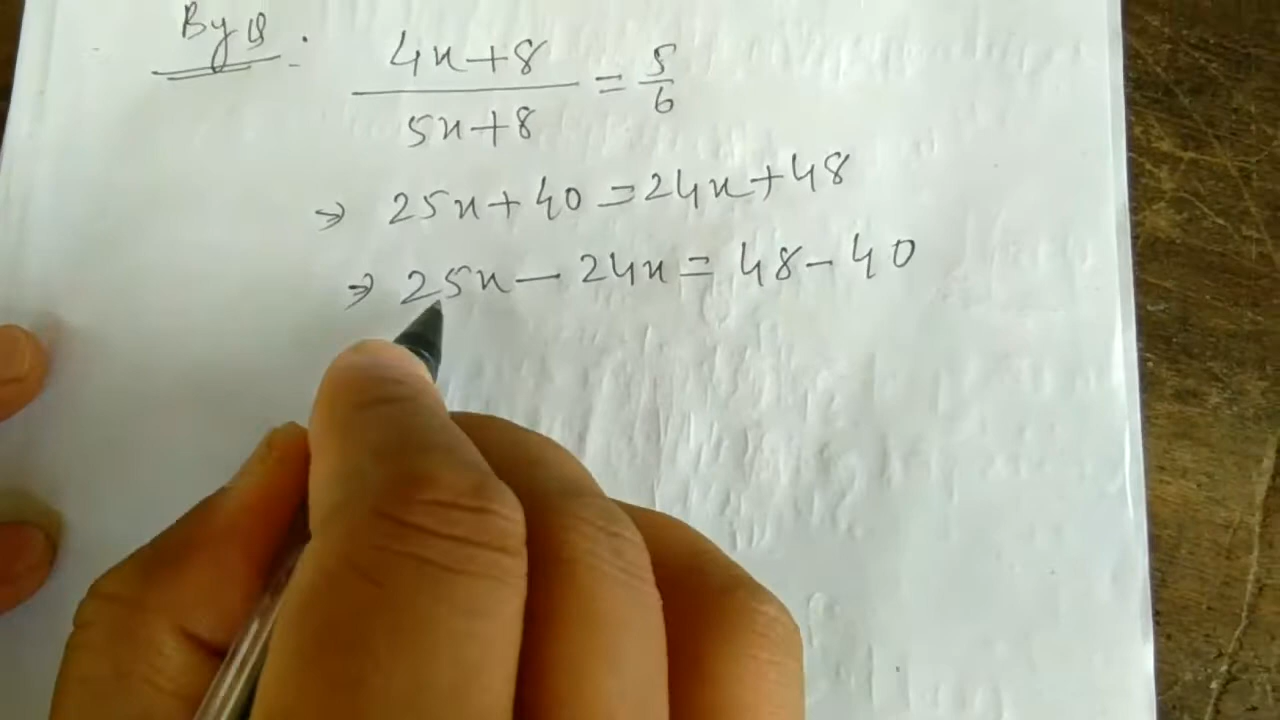 By Q :
4x+8 / 5x+8 = 5/6
⇒ 25x+40 = 24x+48
⇒ 25x - 24x = 48 - 40